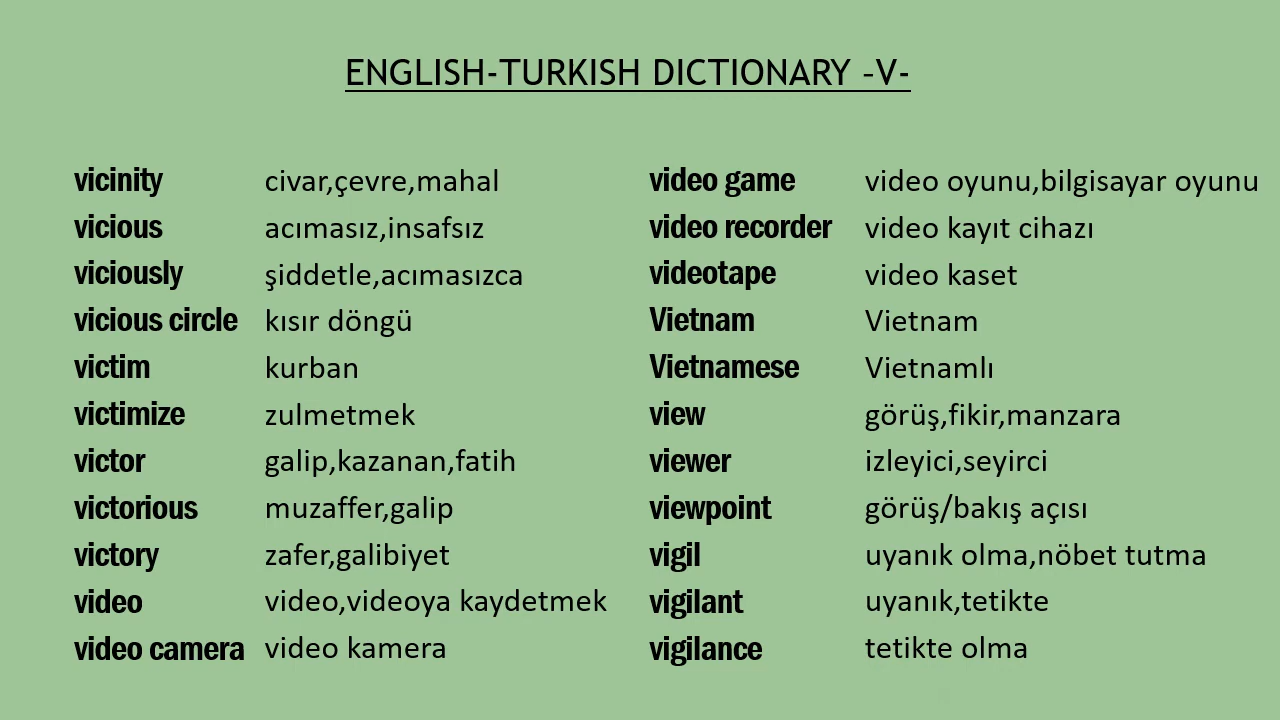 ENGLISH-TURKISH DICTIONARY –V-
vicinity civar,çevre,mahal
vicious acımasız,insafsız
viciously şiddetle,acımasızca
vicious circle kısır döngü
victim kurban
victimize zulmetmek
victor galip,kazanan,fatih
victorious muzaffer,galip
victory zafer,galibiyet
video video,videoya kaydetmek
video camera video kamera
video game video oyunu,bilgisayar oyunu
video recorder video kayıt cihazı
videotape video kaset
Vietnam Vietnam
Vietnamese Vietnamlı
view görüş,fikir,manzara
viewer izleyici,seyirci
viewpoint görüş/bakış açısı
vigil uyanık olma,nöbet tutma
vigilant uyanık,tetikte
vigilance tetikte olma